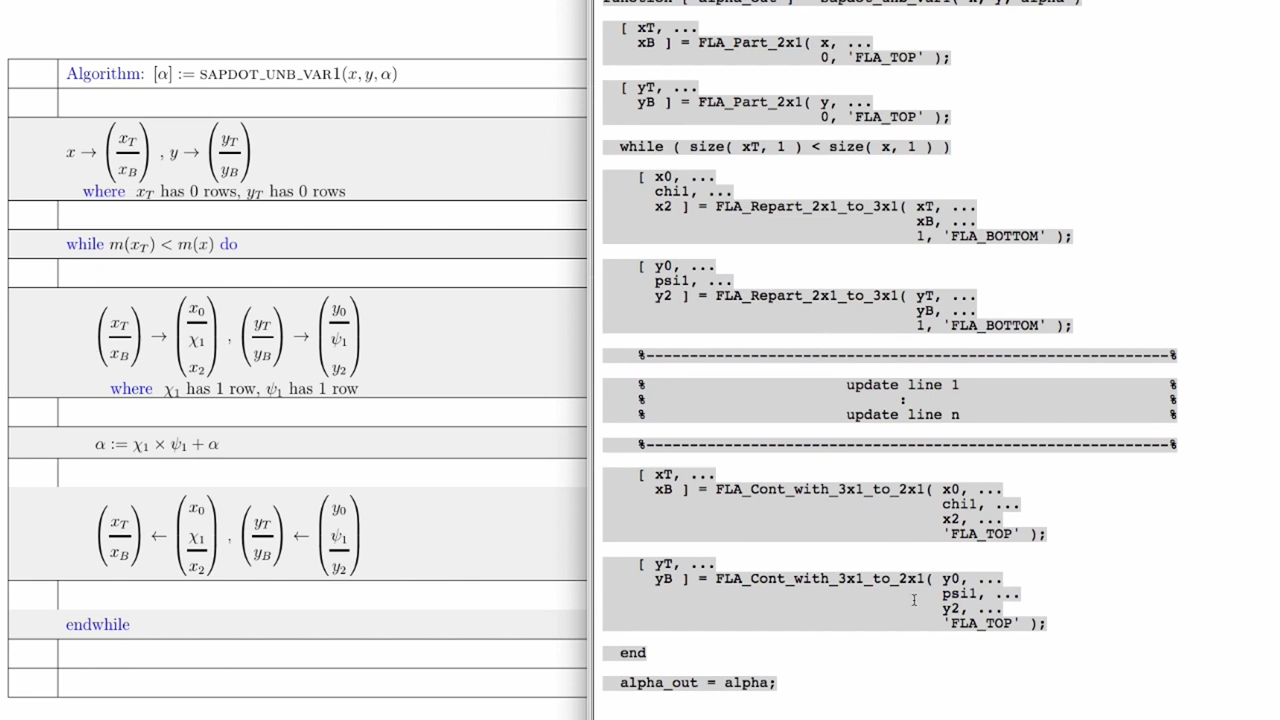 Algorithm: [α] := SAPDOT_UNB_VAR1(x, y, α)
x → (x_T / x_B) , y → (y_T / y_B)
where x_T has 0 rows, y_T has 0 rows
while m(x_T) < m(x) do
(x_T / x_B) → (x_0 / χ_1 x_2) , (y_T / y_B) → (y_0 / ψ_1 y_2)
where χ_1 has 1 row, ψ_1 has 1 row
α := χ_1 × ψ_1 + α
(x_T / x_B) ← (x_0 χ_1 / x_2) , (y_T / y_B) ← (y_0 ψ_1 / y_2)
endwhile
[ xT, ...
xB ] = FLA_Part_2x1( x, ...
0, 'FLA_TOP' );
[ yT, ...
yB ] = FLA_Part_2x1( y, ...
0, 'FLA_TOP' );
while ( size( xT, 1 ) < size( x, 1 ) )
[ x0, ...
chi1, ...
x2 ] = FLA_Repart_2x1_to_3x1( xT, ...
xB, ...
1, 'FLA_BOTTOM' );
[ y0, ...
psi1, ...
y2 ] = FLA_Repart_2x1_to_3x1( yT, ...
yB, ...
1, 'FLA_BOTTOM' );
%----------------------------------------------------------%
% update line 1 %
% : %
% update line n %
%----------------------------------------------------------%
[ xT, ...
xB ] = FLA_Cont_with_3x1_to_2x1( x0, ...
chi1, ...
x2, ...
'FLA_TOP' );
[ yT, ...
yB ] = FLA_Cont_with_3x1_to_2x1( y0, ...
psi1, ...
y2, ...
'FLA_TOP' );
end
alpha_out = alpha;